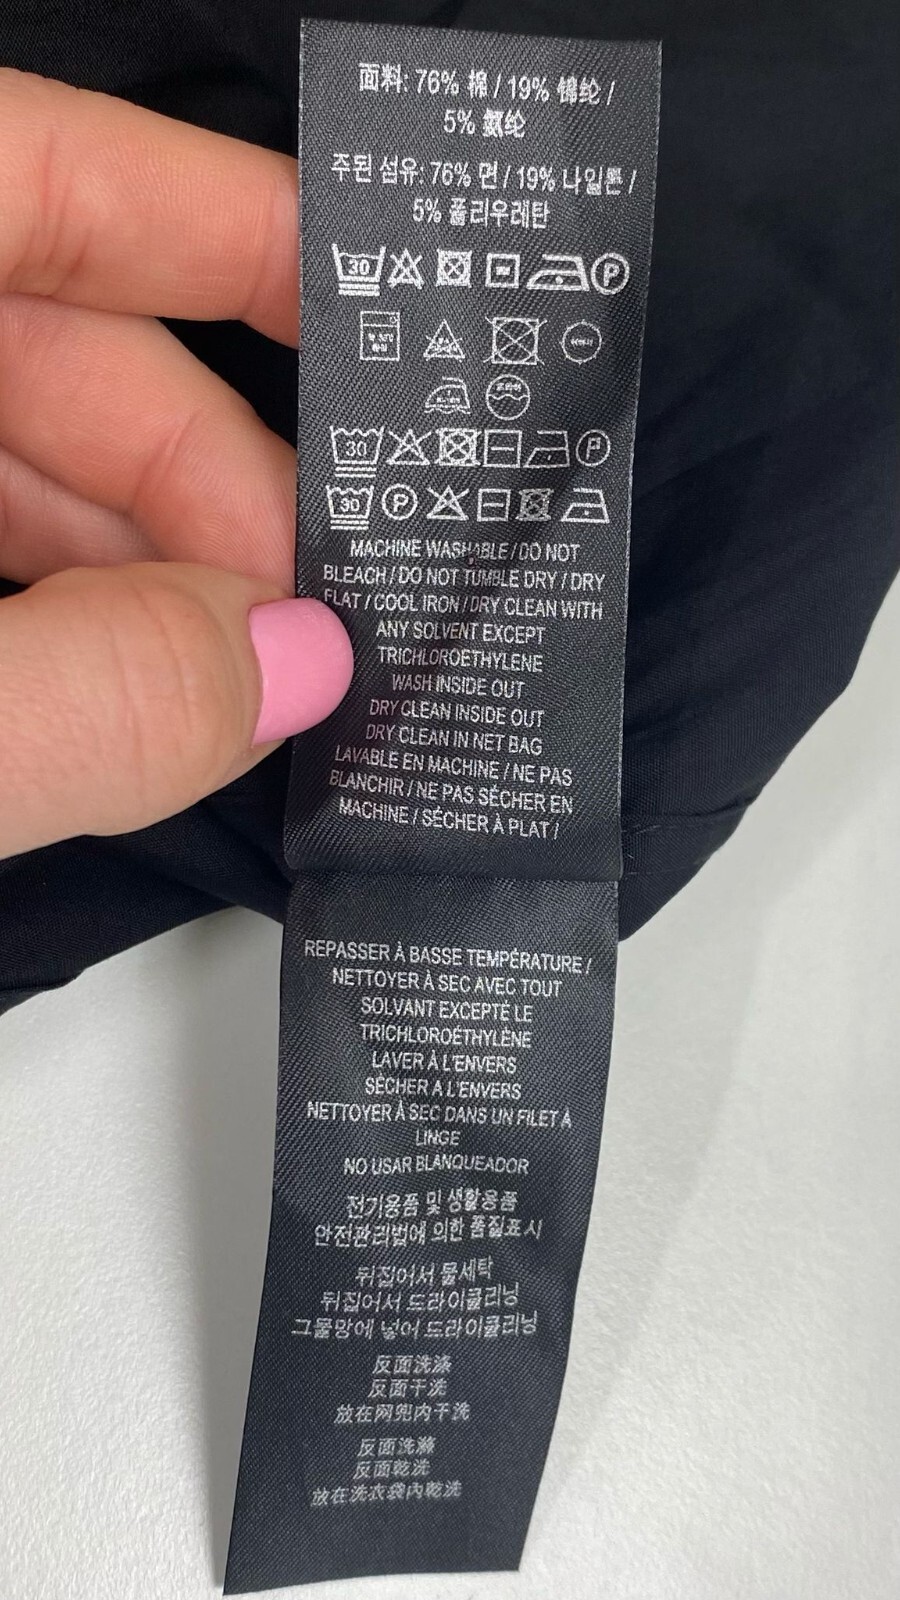 面料: 76% 棉 / 19% 锦纶 /
5% 氨纶
주된 섬유: 76% 면 / 19% 나일론 /
5% 폴리우레탄
30
P
30
P
30 P
MACHINE WASHABLE / DO NOT
BLEACH / DO NOT TUMBLE DRY / DRY
FLAT / COOL IRON / DRY CLEAN WITH
ANY SOLVENT EXCEPT
TRICHLOROETHYLENE
WASH INSIDE OUT
DRY CLEAN INSIDE OUT
DRY CLEAN IN NET BAG
LAVABLE EN MACHINE / NE PAS
BLANCHIR / NE PAS SÉCHER EN
MACHINE / SÉCHER À PLAT /
REPASSER À BASSE TEMPÉRATURE /
NETTOYER À SEC AVEC TOUT
SOLVANT EXCEPTÉ LE
TRICHLOROÉTHYLÈNE
LAVER À L'ENVERS
SÉCHER A L'ENVERS
NETTOYER À SEC DANS UN FILET À
LINGE
NO USAR BLANQUEADOR
전기용품 및 생활용품
안전관리법에 의한 품질표시
뒤집어서 물세탁
뒤집어서 드라이클리닝
그물망에 넣어 드라이클리닝
反面洗涤
反面干洗
放在网兜内干洗
反面洗滌
反面乾洗
放在洗衣袋內乾洗